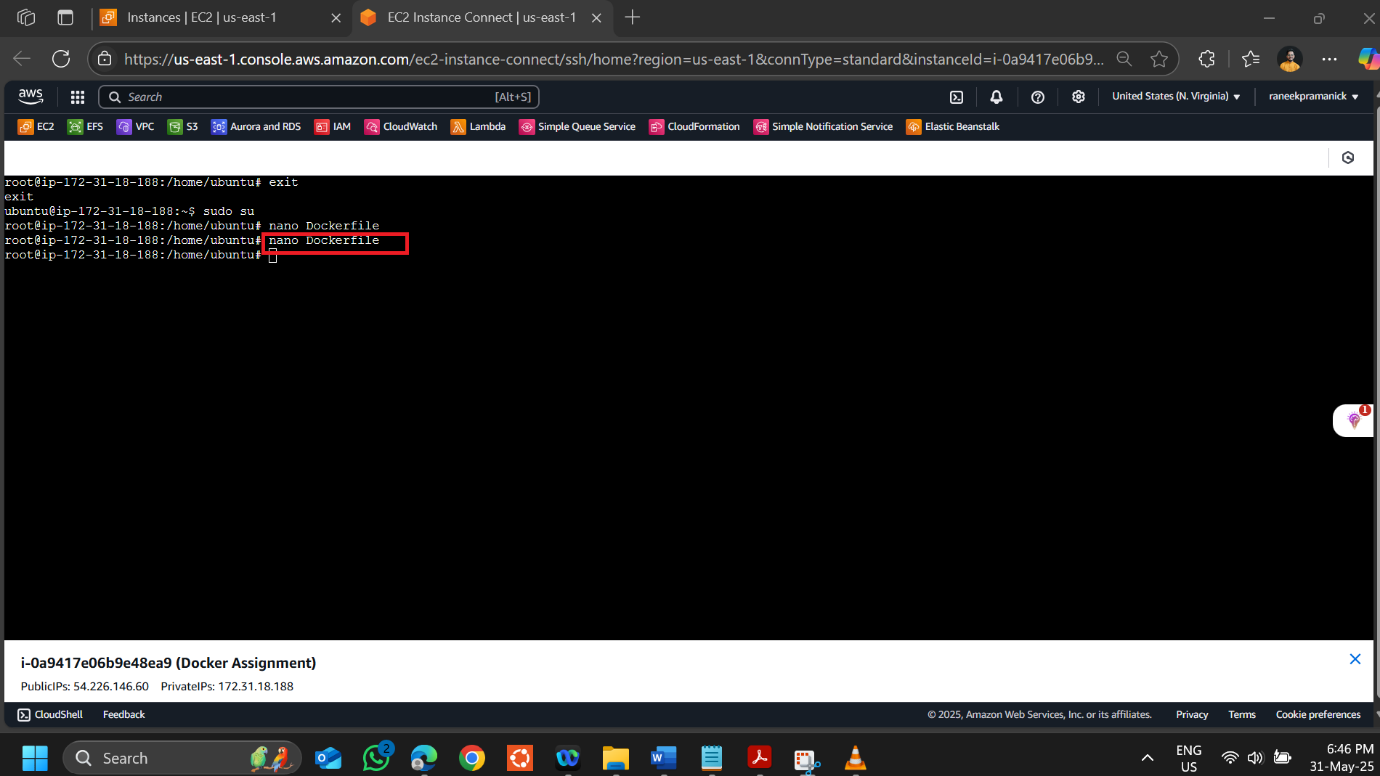 Instances | EC2 | us-east-1
EC2 Instance Connect | us-east-1
https://us-east-1.console.aws.amazon.com/ec2-instance-connect/ssh/home?region=us-east-1&connType=standard&instanceId=i-0a9417e06b9...
aws
Search
[Alt+S]
United States (N. Virginia)
raneekpramanick
EC2
EFS
VPC
S3
Aurora and RDS
IAM
CloudWatch
Lambda
Simple Queue Service
CloudFormation
Simple Notification Service
Elastic Beanstalk
root@ip-172-31-18-188:/home/ubuntu# exit
exit
ubuntu@ip-172-31-18-188:~$ sudo su
root@ip-172-31-18-188:/home/ubuntu# nano Dockerfile
root@ip-172-31-18-188:/home/ubuntu# nano Dockerfile
root@ip-172-31-18-188:/home/ubuntu#
1
i-0a9417e06b9e48ea9 (Docker Assignment)
PublicIPs: 54.226.146.60 PrivateIPs: 172.31.18.188
CloudShell
Feedback
© 2025, Amazon Web Services, Inc. or its affiliates.
Privacy
Terms
Cookie preferences
Search
2
W
ENG
US
6:46 PM
31-May-25